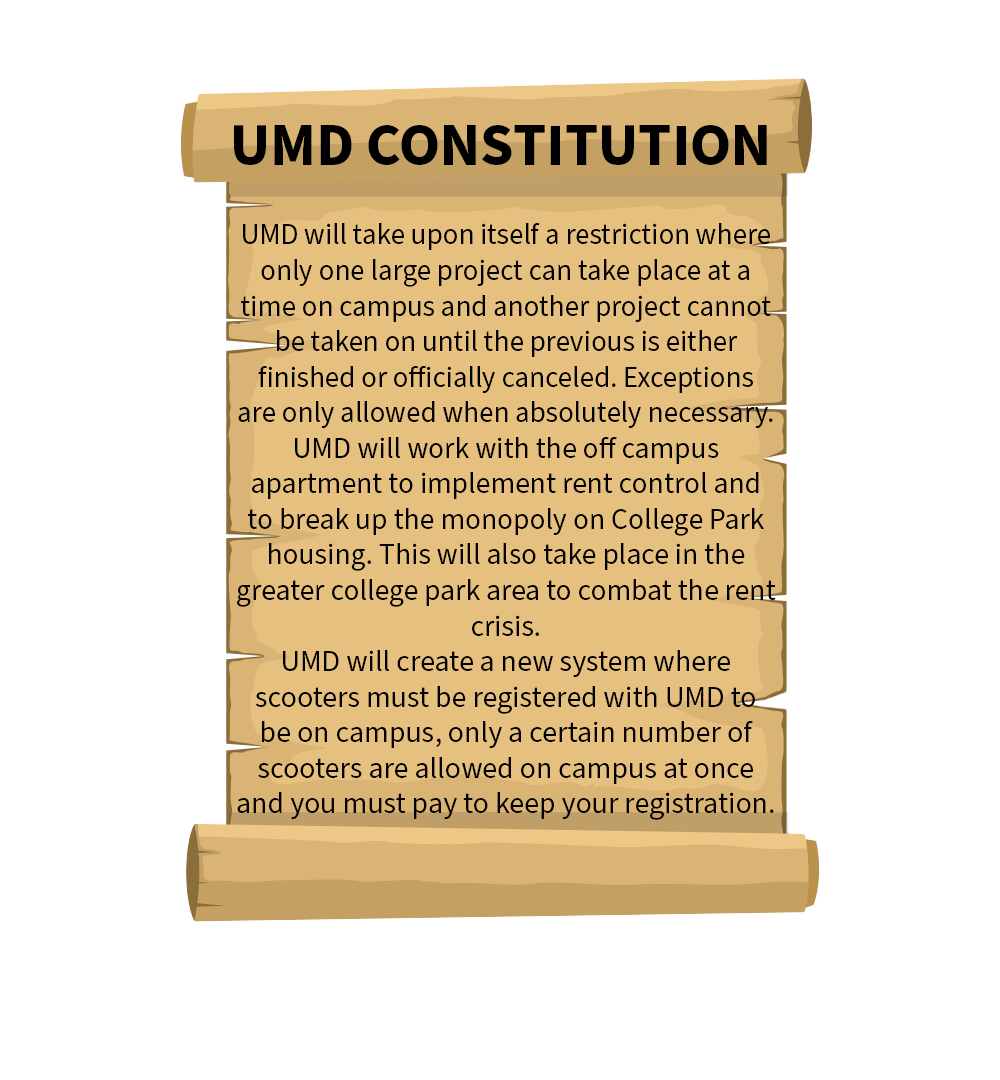 UMD CONSTITUTION
UMD will take upon itself a restriction where
only one large project can take place at a
time on campus and another project cannot
be taken on until the previous is either
finished or officially canceled. Exceptions
are only allowed when absolutely necessary.
UMD will work with the off campus
apartment to implement rent control and
to break up the monopoly on College Park
housing. This will also take place in the
greater college park area to combat the rent
crisis.
UMD will create a new system where
scooters must be registered with UMD to
be on campus, only a certain number of
scooters are allowed on campus at once
and you must pay to keep your registration.